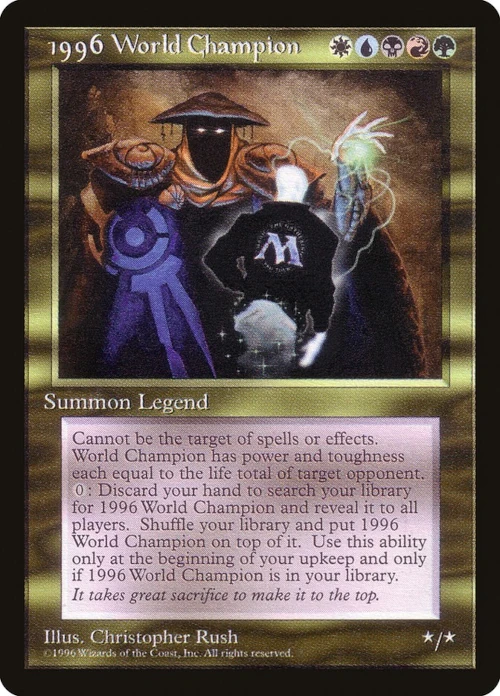 1996 World Champion
M
Summon Legend
Cannot be the target of spells or effects.
World Champion has power and toughness
each equal to the life total of target opponent.
0: Discard your hand to search your library
for 1996 World Champion and reveal it to all
players. Shuffle your library and put 1996
World Champion on top of it. Use this ability
only at the beginning of your upkeep and only
if 1996 World Champion is in your library.
It takes great sacrifice to make it to the top.
Illus. Christopher Rush
©1996 Wizards of the Coast, Inc. All rights reserved.
*/*